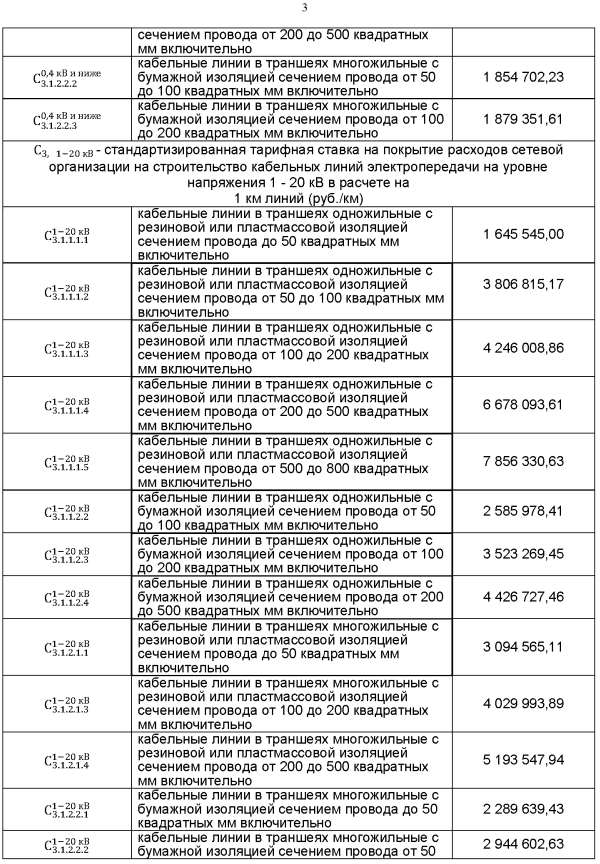 3
сечением провода от 200 до 500 квадратных
мм включительно
С 0,4 кВ и ниже 3.1.2.2.2
кабельные линии в траншеях многожильные с
бумажной изоляцией сечением провода от 50
до 100 квадратных мм включительно
1 854 702,23
С 0,4 кВ и ниже 3.1.2.2.3
кабельные линии в траншеях многожильные с
бумажной изоляцией сечением провода от 100
до 200 квадратных мм включительно
1 879 351,61
С3, 1−20 кВ - стандартизированная тарифная ставка на покрытие расходов сетевой
организации на строительство кабельных линий электропередачи на уровне
напряжения 1 - 20 кВ в расчете на
1 км линий (руб./км)
С 1−20 кВ 3.1.1.1.1
кабельные линии в траншеях одножильные с
резиновой или пластмассовой изоляцией
сечением провода до 50 квадратных мм
включительно
1 645 545,00
С 1−20 кВ 3.1.1.1.2
кабельные линии в траншеях одножильные с
резиновой или пластмассовой изоляцией
сечением провода от 50 до 100 квадратных мм
включительно
3 806 815,17
С 1−20 кВ 3.1.1.1.3
кабельные линии в траншеях одножильные с
резиновой или пластмассовой изоляцией
сечением провода от 100 до 200 квадратных
мм включительно
4 246 008,86
С 1−20 кВ 3.1.1.1.4
кабельные линии в траншеях одножильные с
резиновой или пластмассовой изоляцией
сечением провода от 200 до 500 квадратных
мм включительно
6 678 093,61
С 1−20 кВ 3.1.1.1.5
кабельные линии в траншеях одножильные с
резиновой или пластмассовой изоляцией
сечением провода от 500 до 800 квадратных
мм включительно
7 856 330,63
С 1−20 кВ 3.1.1.2.2
кабельные линии в траншеях одножильные с
бумажной изоляцией сечением провода от 50
до 100 квадратных мм включительно
2 585 978,41
С 1−20 кВ 3.1.1.2.3
кабельные линии в траншеях одножильные с
бумажной изоляцией сечением провода от 100
до 200 квадратных мм включительно
3 523 269,45
С 1−20 кВ 3.1.1.2.4
кабельные линии в траншеях одножильные с
бумажной изоляцией сечением провода от 200
до 500 квадратных мм включительно
4 426 727,46
С 1−20 кВ 3.1.2.1.1
кабельные линии в траншеях многожильные с
резиновой или пластмассовой изоляцией
сечением провода до 50 квадратных мм
включительно
3 094 565,11
С 1−20 кВ 3.1.2.1.3
кабельные линии в траншеях многожильные с
резиновой или пластмассовой изоляцией
сечением провода от 100 до 200 квадратных
мм включительно
4 029 993,89
С 1−20 кВ 3.1.2.1.4
кабельные линии в траншеях многожильные с
резиновой или пластмассовой изоляцией
сечением провода от 200 до 500 квадратных
мм включительно
5 193 547,94
С 1−20 кВ 3.1.2.2.1
кабельные линии в траншеях многожильные с
бумажной изоляцией сечением провода до 50
квадратных мм включительно
2 289 639,43
С 1−20 кВ 3.1.2.2.2
кабельные линии в траншеях многожильные с
бумажной изоляцией сечением провода от 50
2 944 602,63